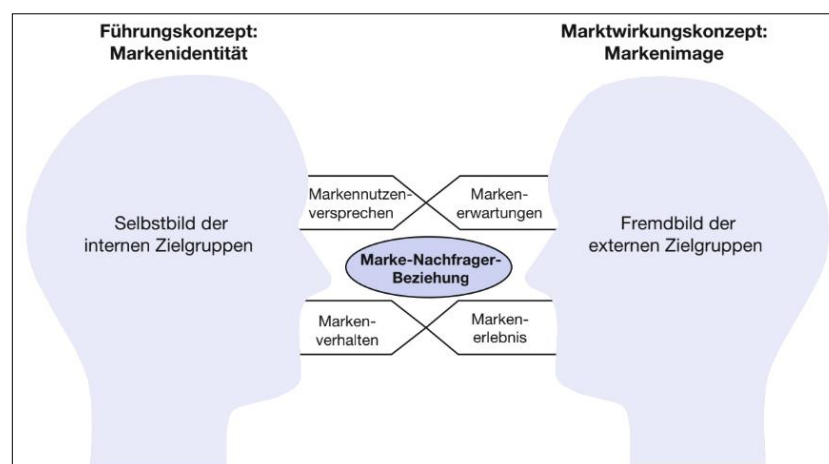 Führungskonzept:
Markenidentität
Marktwirkungskonzept:
Markenimage
Selbstbild der
internen Zielgruppen
Markennutzen-
versprechen
Marken-
erwartungen
Marke-Nachfrager-
Beziehung
Marken-
verhalten
Marken-
erlebnis
Fremdbild der
externen Zielgruppen